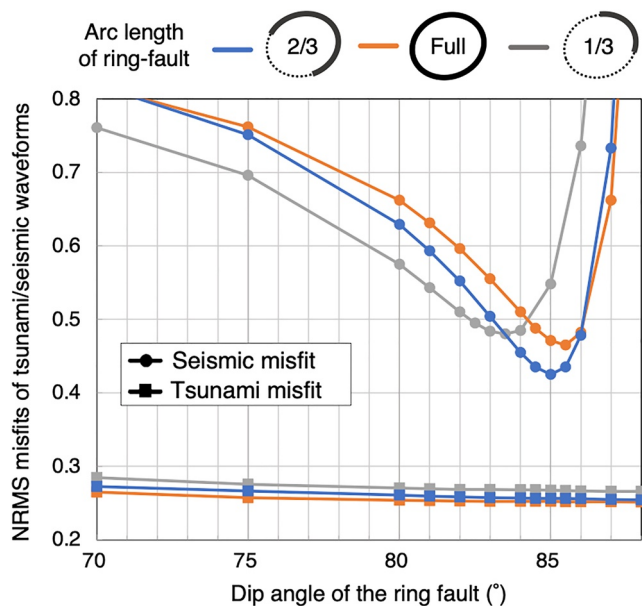 Arc length
of ring-fault
2/3
Full
1/3
NRMS misfits of tsunami/seismic waveforms
0.8
0.7
0.6
0.5
0.4
0.3
0.2
Seismic misfit
Tsunami misfit
70
75
80
85
Dip angle of the ring fault (°)